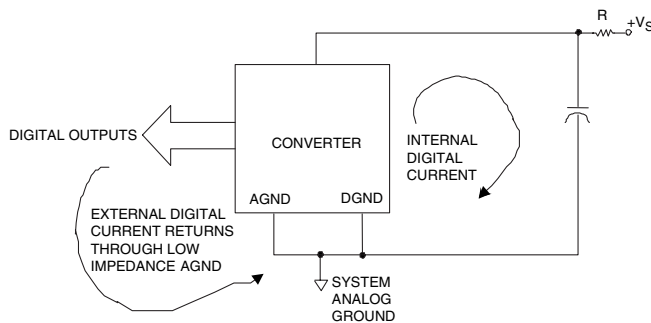 R
+VS
DIGITAL OUTPUTS
CONVERTER
INTERNAL
DIGITAL
CURRENT
AGND
DGND
EXTERNAL DIGITAL
CURRENT RETURNS
THROUGH LOW
IMPEDANCE AGND
SYSTEM
ANALOG
GROUND